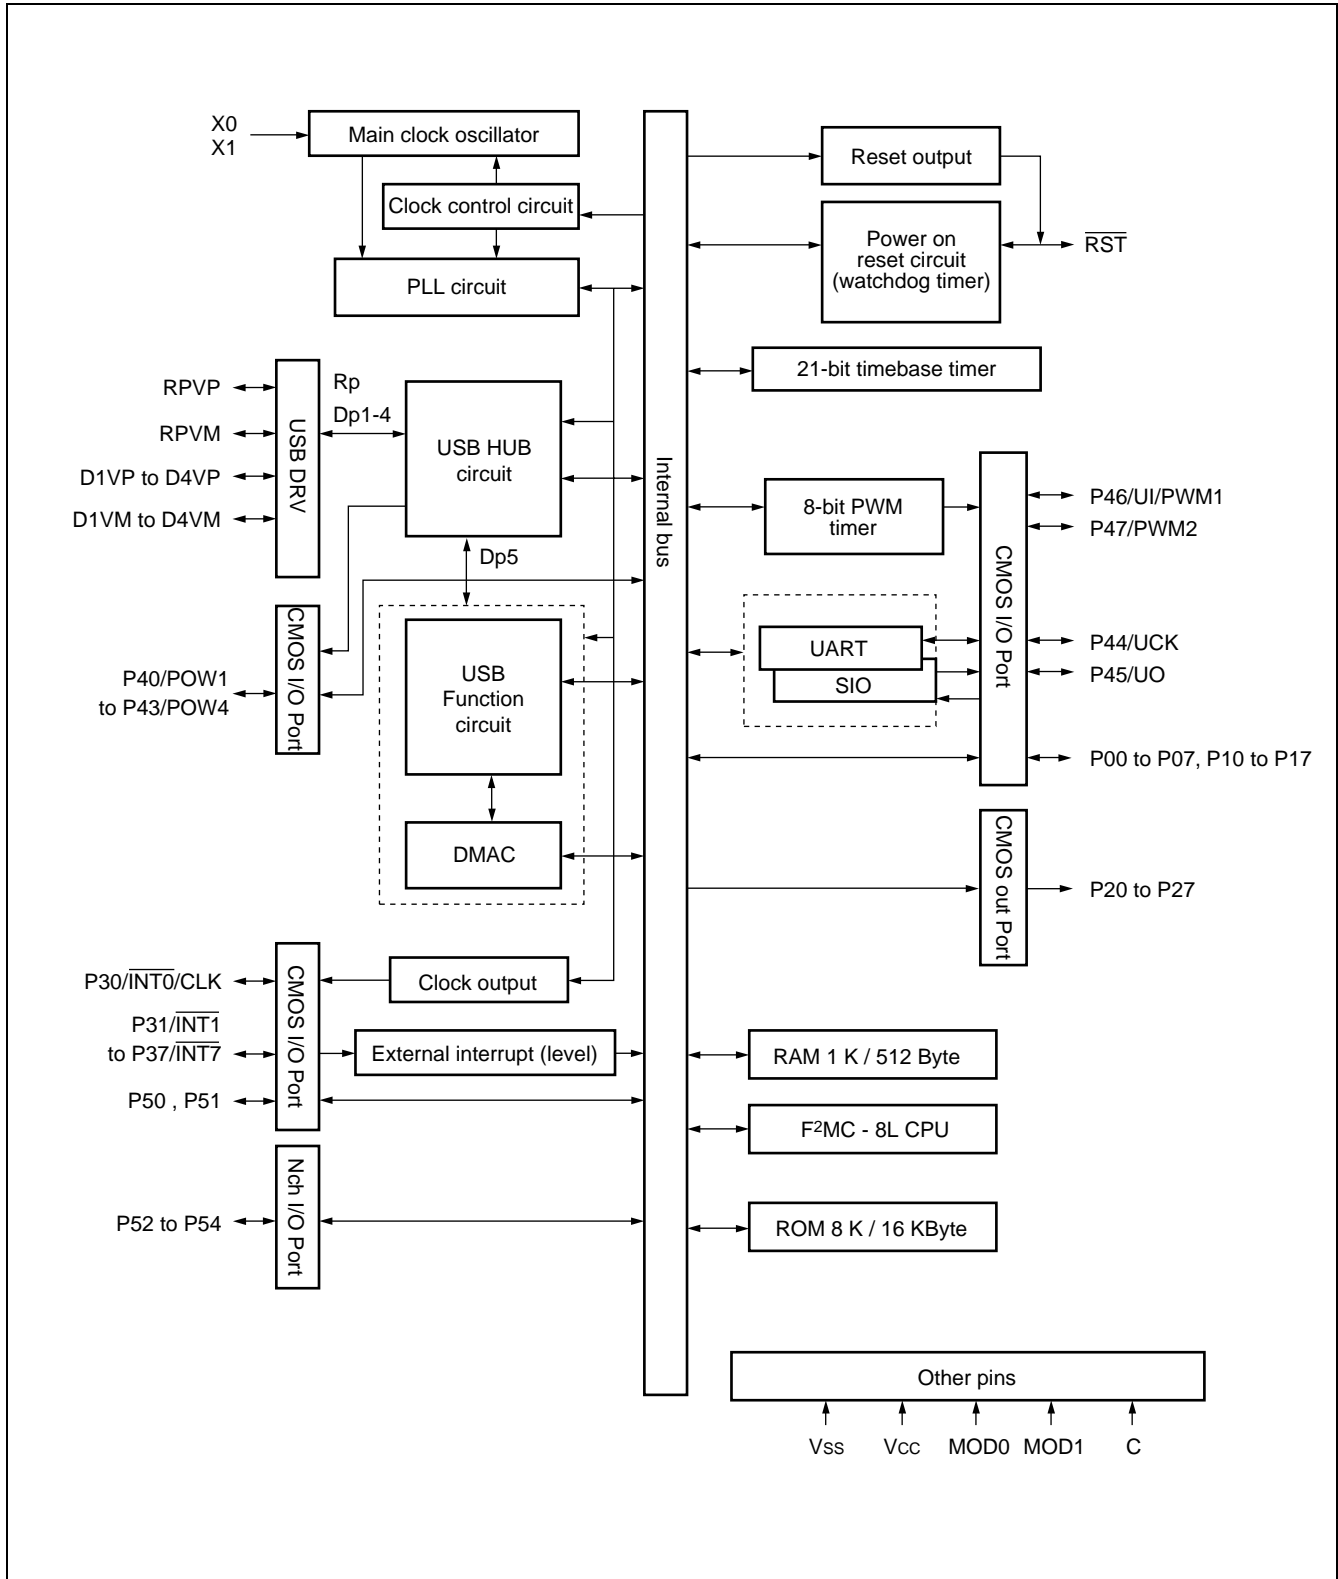 X0
X1
Main clock oscillator
Clock control circuit
PLL circuit
RPVP
RPVM
D1VP to D4VP
D1VM to D4VM
USB DRV
Rp
Dp1-4
USB HUB
circuit
Dp5
P40/POW1
to P43/POW4
CMOS I/O Port
USB
Function
circuit
DMAC
P30/INT0/CLK
P31/INT1
to P37/INT7
P50 , P51
CMOS I/O Port
Clock output
External interrupt (level)
P52 to P54
Nch I/O Port
Internal bus
Reset output
Power on
reset circuit
(watchdog timer)
RST
21-bit timebase timer
8-bit PWM
timer
UART
SIO
CMOS I/O Port
P46/UI/PWM1
P47/PWM2
P44/UCK
P45/UO
P00 to P07, P10 to P17
CMOS out Port
P20 to P27
RAM 1 K / 512 Byte
F2MC - 8L CPU
ROM 8 K / 16 KByte
Other pins
VSS VCC MOD0 MOD1 C